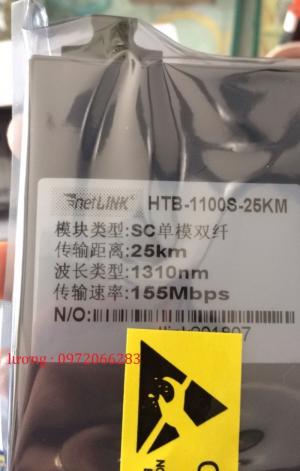 netLINK HTB-1100S-25KM
模块类型:SC单模双纤
传输距离:25km
波长类型:1310nm
传输速率:155Mbps
N/O:
lương : 0972066283